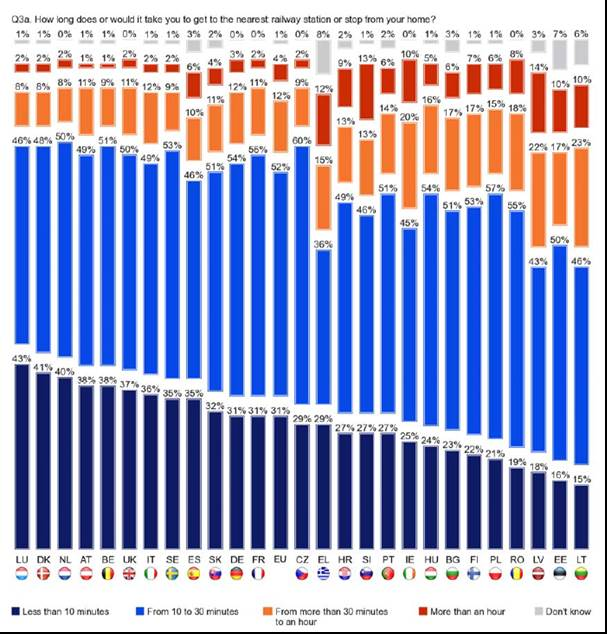 Q3a. How long does or would it take you to get to the nearest railway station or stop from your home?
1% 1% 0% 1% 1% 0% 1% 1% 3% 2% 0% 0% 1% 0% 8% 2% 1% 2% 0% 1% 3% 1% 1% 0% 3% 7% 6%
2% 2% 2% 1% 1% 2% 2% 2% 6% 4% 3% 2% 4% 2% 12% 9% 13% 6% 10% 5% 6% 7% 6% 8% 14% 10% 10%
8% 8% 8% 11% 9% 11% 12% 9% 10% 11% 12% 11% 12% 9% 15% 13% 13% 14% 20% 16% 17% 17% 15% 18% 22% 17% 23%
46% 48% 50% 49% 51% 50% 49% 53% 46% 51% 54% 55% 52% 60% 36% 49% 46% 51% 45% 54% 51% 53% 57% 55% 43% 50% 46%
43% 41% 40% 38% 38% 37% 36% 35% 35% 32% 31% 31% 31% 29% 29% 27% 27% 27% 25% 24% 23% 22% 21% 19% 18% 16% 15%
LU DK NL AT BE UK IT SE ES SK DE FR EU CZ EL HR SI PT IE HU BG FI PL RO LV EE LT
Less than 10 minutes
From 10 to 30 minutes
From more than 30 minutes
to an hour
More than an hour
Don't know